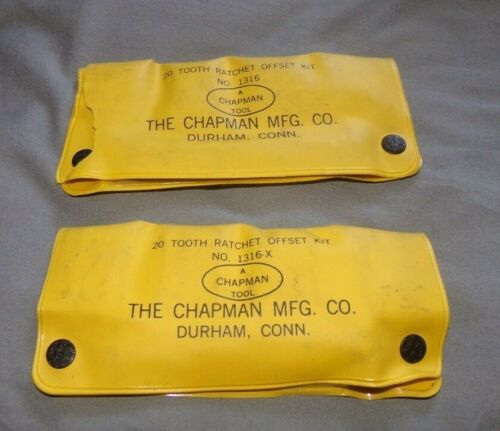 20 TOOTH RATCHET OFFSET KIT
NO. 1316
A
CHAPMAN
TOOL
THE CHAPMAN MFG. CO.
DURHAM, CONN.
20 TOOTH RATCHET OFFSET KIT
NO. 1316-X
A
CHAPMAN
TOOL
THE CHAPMAN MFG. CO.
DURHAM, CONN.